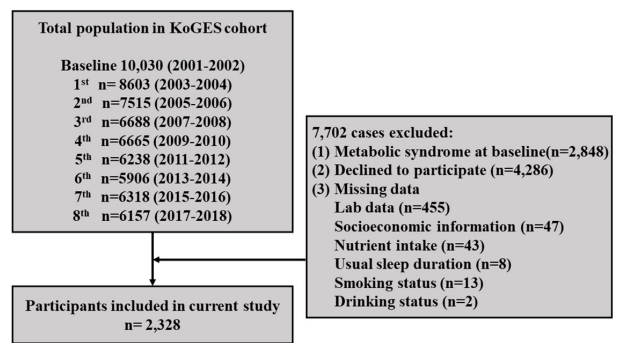 Total population in KoGES cohort
Baseline 10,030 (2001-2002)
1st n= 8603 (2003-2004)
2nd n=7515 (2005-2006)
3rd n=6688 (2007-2008)
4th n=6665 (2009-2010)
5th n=6238 (2011-2012)
6th n=5906 (2013-2014)
7th n=6318 (2015-2016)
8th n=6157 (2017-2018)
7,702 cases excluded:
(1) Metabolic syndrome at baseline(n=2,848)
(2) Declined to participate (n=4,286)
(3) Missing data
Lab data (n=455)
Socioeconomic information (n=47)
Nutrient intake (n=43)
Usual sleep duration (n=8)
Smoking status (n=13)
Drinking status (n=2)
Participants included in current study
n= 2,328